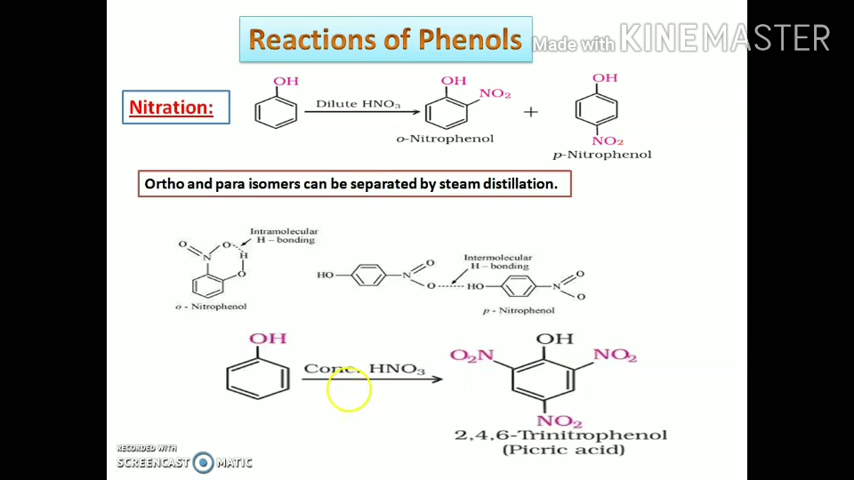 Reactions of Phenols
Made with KINEMASTER
Nitration:
OH
Dilute HNO3
OH
NO2
o-Nitrophenol
+
OH
NO2
p-Nitrophenol
Ortho and para isomers can be separated by steam distillation.
Intramolecular
H – bonding
O
N
O
H
O
o - Nitrophenol
HO
N
O
O
Intermolecular
H – bonding
HO
N
O
O
p - Nitrophenol
OH
Conc. HNO3
OH
O2N
NO2
NO2
2,4,6-Trinitrophenol
(Picric acid)
RECORDED WITH
SCREENCAST MATIC